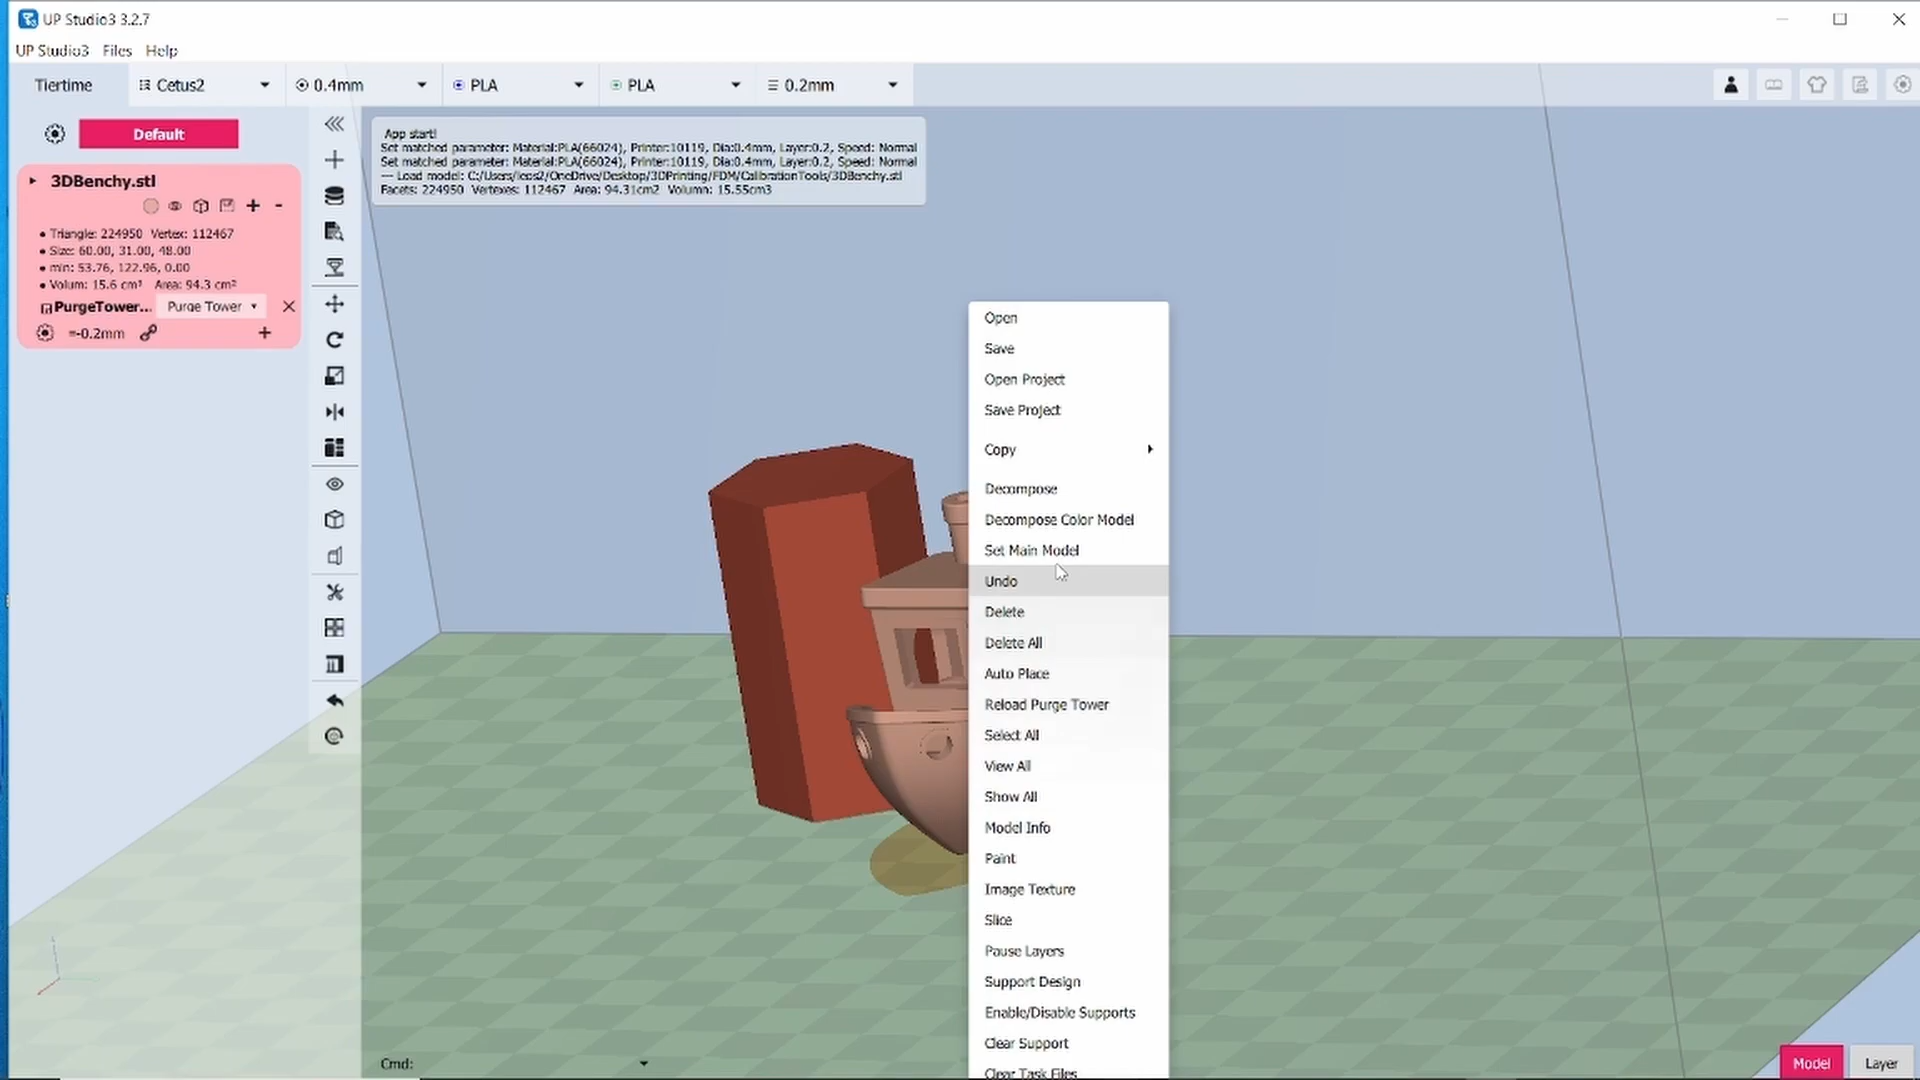 UP Studio3 3.2.7
UP Studio3 Files Help
Tiertime Cetus2 0.4mm PLA PLA 0.2mm
Default
3DBenchy.stl
• Triangle: 224950 Vertex: 112467
• Size: 60.00, 31.00, 48.00
• min: 53.76, 122.96, 0.00
• Volum: 15.6 cm³ Area: 94.3 cm²
PurgeTower... Purge Tower
=-0.2mm
App start!
Set matched parameter: Material:PLA(66024), Printer:10119, Dia:0.4mm, Layer:0.2, Speed: Normal
Set matched parameter: Material:PLA(66024), Printer:10119, Dia:0.4mm, Layer:0.2, Speed: Normal
--- Load model: C:/Users/leos2/OneDrive/Desktop/3DPrinting/FDM/CalibrationTools/3DBenchy.stl
Facets: 224950 Vertexes: 112467 Area: 94.31cm2 Volumn: 15.55cm3
Open
Save
Open Project
Save Project
Copy
Decompose
Decompose Color Model
Set Main Model
Undo
Delete
Delete All
Auto Place
Reload Purge Tower
Select All
View All
Show All
Model Info
Paint
Image Texture
Slice
Pause Layers
Support Design
Enable/Disable Supports
Clear Support
Clear Task Files
Cmd:
Model Layer